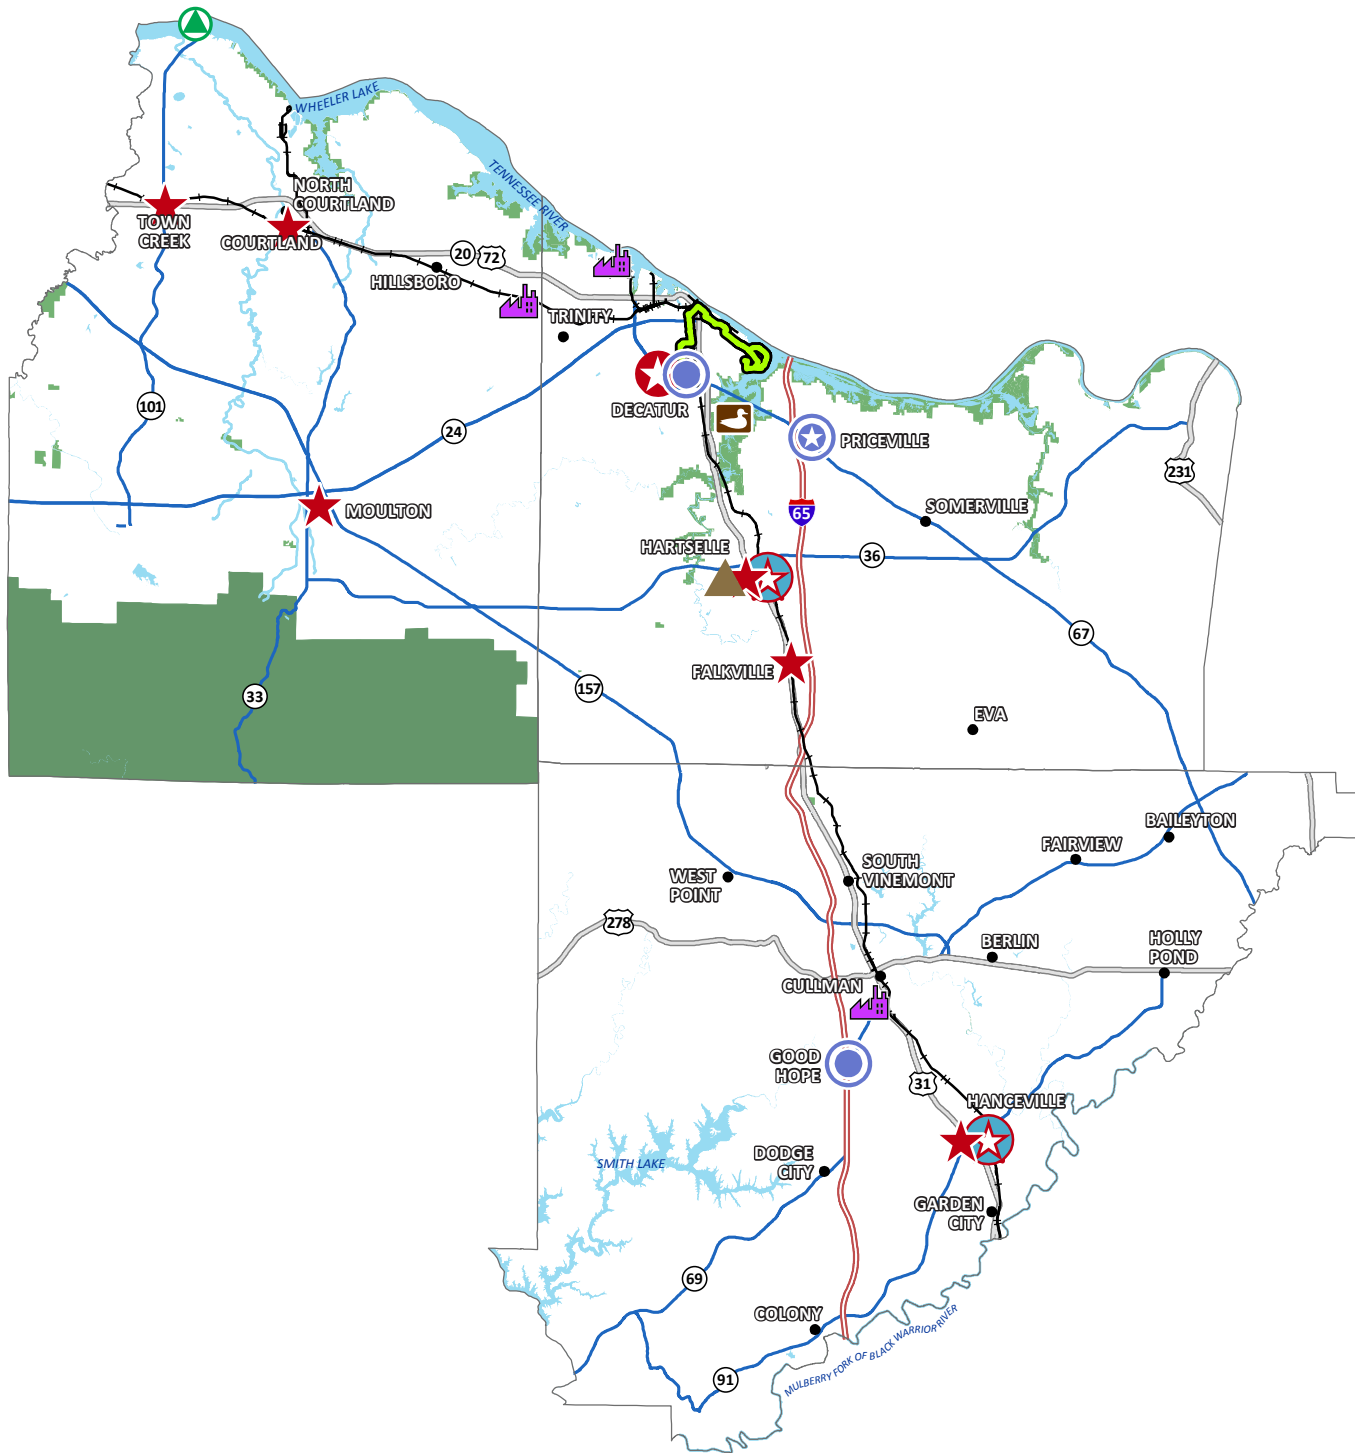 WHEELER LAKE
TENNESSEE RIVER
NORTH
COURTLAND
TOWN
CREEK
COURTLAND
20
72
HILLSBORO
TRINITY
DECATUR
101
24
PRICEVILLE
231
MOULTON
65
SOMERVILLE
HARTSELLE
36
67
FALKVILLE
33
157
EVA
BAILEYTON
FAIRVIEW
SOUTH
VINEMONT
WEST
POINT
278
BERLIN
HOLLY
POND
CULLMAN
GOOD
HOPE
31
HANCEVILLE
SMITH LAKE
DODGE
CITY
GARDEN
CITY
69
COLONY
91
MULBERRY FORK OF BLACK WARRIOR RIVER